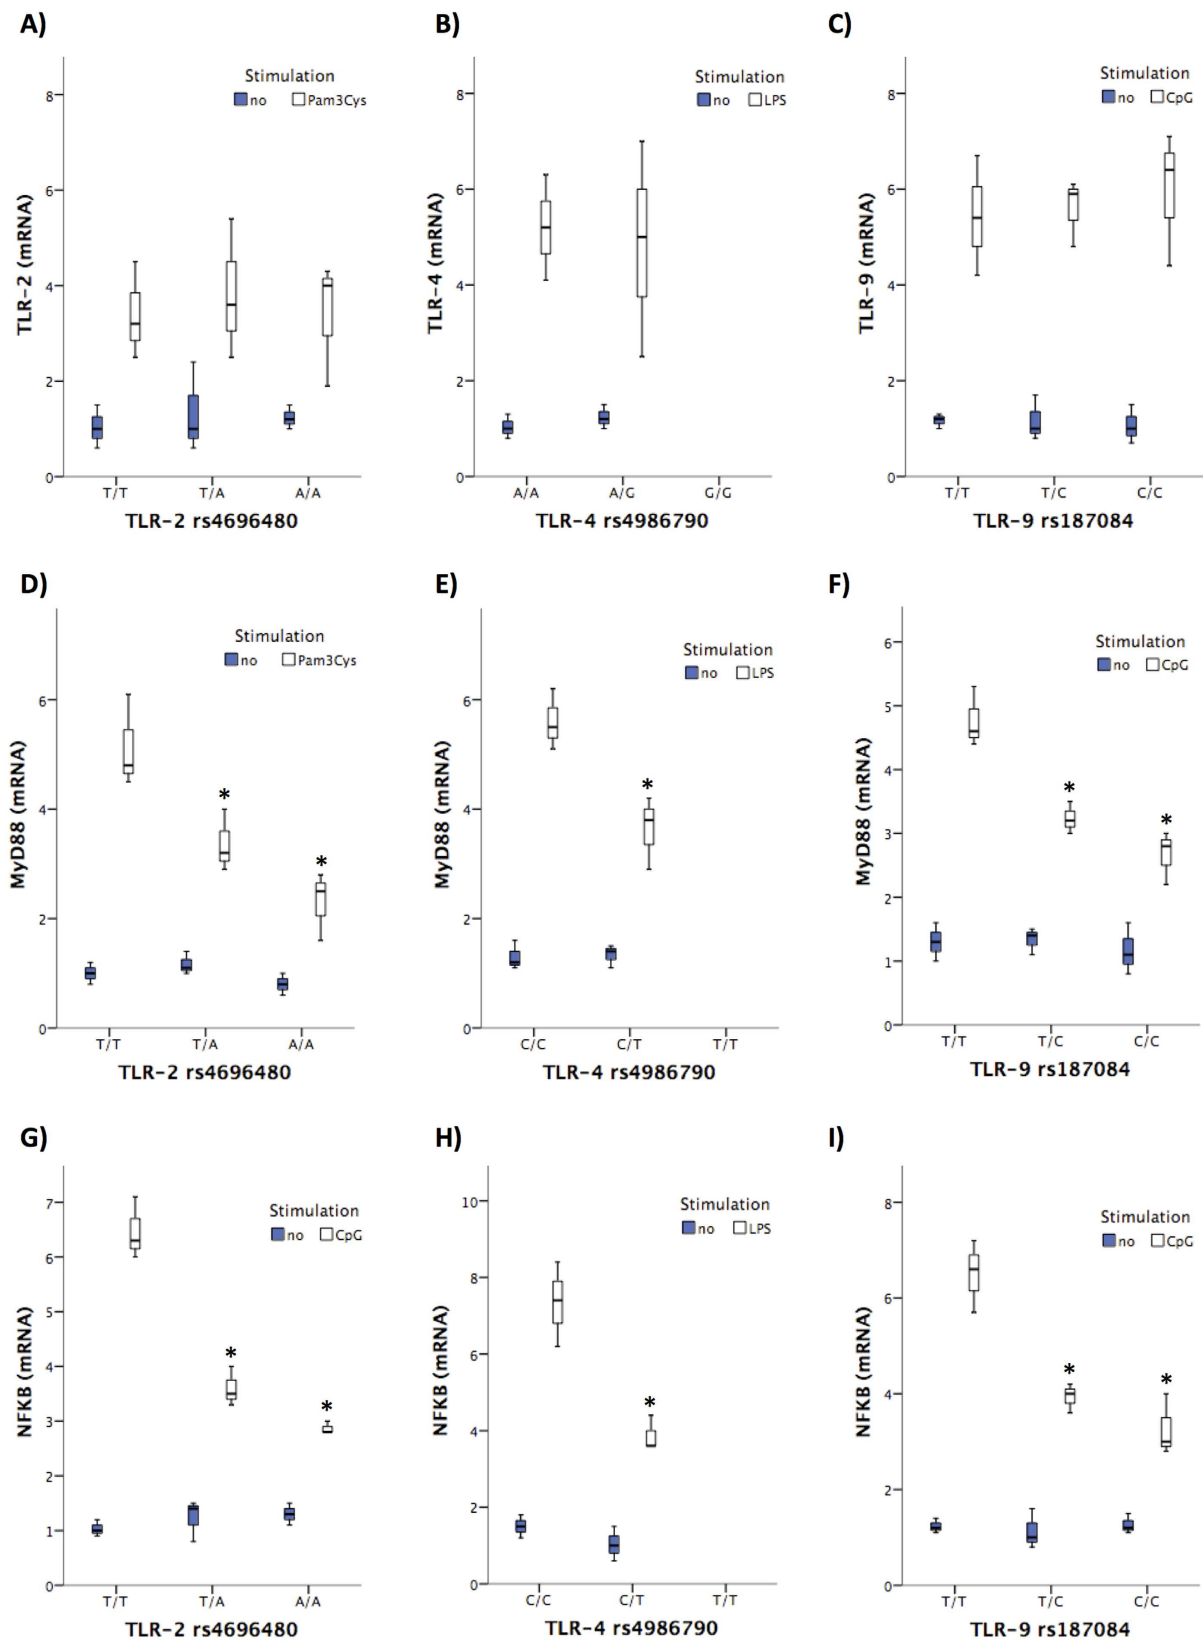 A)
Stimulation
no Pam3Cys
TLR-2 (mRNA)
8
6
4
2
0
T/T T/A A/A
TLR-2 rs4696480
B)
Stimulation
no LPS
TLR-4 (mRNA)
8
6
4
2
0
A/A A/G G/G
TLR-4 rs4986790
C)
Stimulation
no CpG
TLR-9 (mRNA)
8
6
4
2
0
T/T T/C C/C
TLR-9 rs187084
D)
Stimulation
no Pam3Cys
MyD88 (mRNA)
6
4
2
0
* *
T/T T/A A/A
TLR-2 rs4696480
E)
Stimulation
no LPS
MyD88 (mRNA)
6
4
2
0
*
C/C C/T T/T
TLR-4 rs4986790
F)
Stimulation
no CpG
MyD88 (mRNA)
6
5
4
3
2
1
0
* *
T/T T/C C/C
TLR-9 rs187084
G)
Stimulation
no CpG
NFKB (mRNA)
7
6
5
4
3
2
1
0
* *
T/T T/A A/A
TLR-2 rs4696480
H)
Stimulation
no LPS
NFKB (mRNA)
10
8
6
4
2
0
*
C/C C/T T/T
TLR-4 rs4986790
I)
Stimulation
no CpG
NFKB (mRNA)
8
6
4
2
0
* *
T/T T/C C/C
TLR-9 rs187084